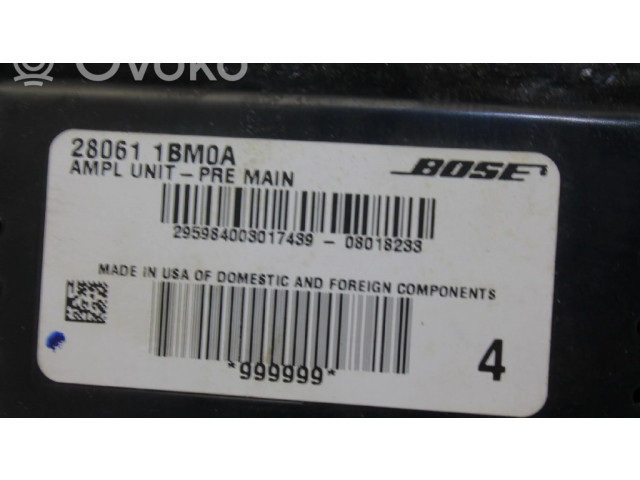 Ovoko
28061 1BM0A
AMPL UNIT - PRE MAIN
BOSE
295984003017439 - 08018233
MADE IN USA OF DOMESTIC AND FOREIGN COMPONENTS
*999999*
4